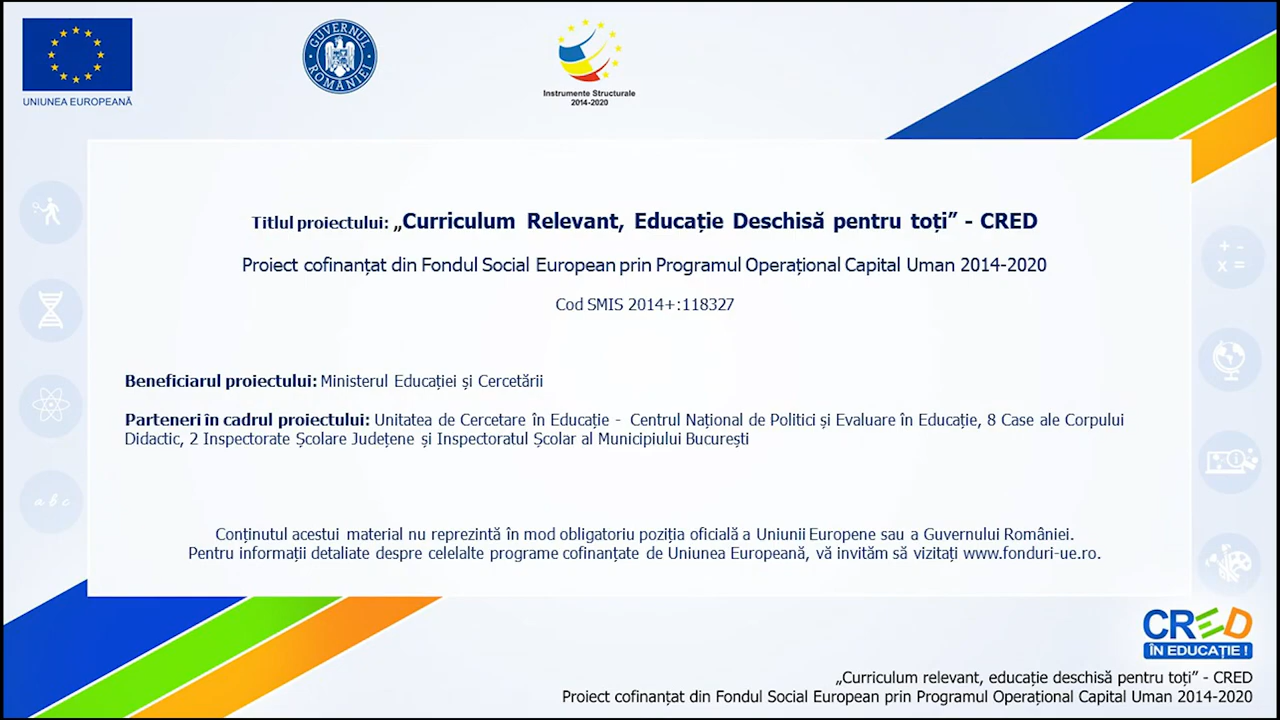 UNIUNEA EUROPEANĂ
GUVERNUL ROMÂNIEI
Instrumente Structurale
2014-2020
Titlul proiectului: „Curriculum Relevant, Educație Deschisă pentru toți” - CRED
Proiect cofinanțat din Fondul Social European prin Programul Operațional Capital Uman 2014-2020
Cod SMIS 2014+:118327
Beneficiarul proiectului: Ministerul Educației și Cercetării
Parteneri în cadrul proiectului: Unitatea de Cercetare în Educație - Centrul Național de Politici și Evaluare în Educație, 8 Case ale Corpului
Didactic, 2 Inspectorate Școlare Județene și Inspectoratul Școlar al Municipiului București
Conținutul acestui material nu reprezintă în mod obligatoriu poziția oficială a Uniunii Europene sau a Guvernului României.
Pentru informații detaliate despre celelalte programe cofinanțate de Uniunea Europeană, vă invităm să vizitați www.fonduri-ue.ro.
+ -
x =
a b c
CRED
ÎN EDUCAȚIE !
„Curriculum relevant, educație deschisă pentru toți” - CRED
Proiect cofinanțat din Fondul Social European prin Programul Operațional Capital Uman 2014-2020